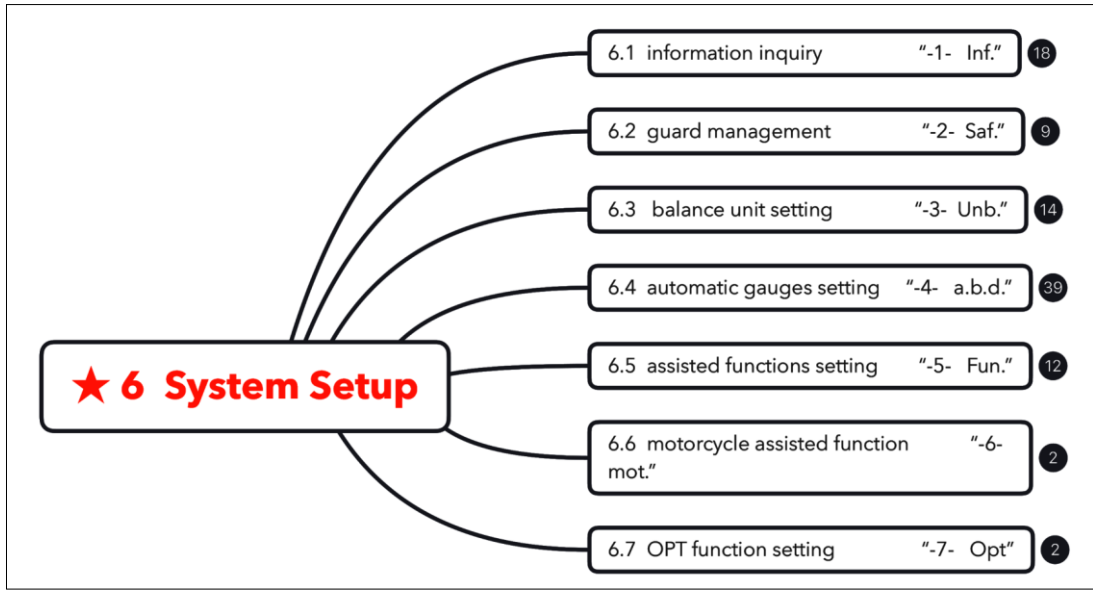 6.1 information inquiry "-1- Inf." 18
6.2 guard management "-2- Saf." 9
6.3 balance unit setting "-3- Unb." 14
6.4 automatic gauges setting "-4- a.b.d." 39
★ 6 System Setup
6.5 assisted functions setting "-5- Fun." 12
6.6 motorcycle assisted function "-6-
mot." 2
6.7 OPT function setting "-7- Opt" 2